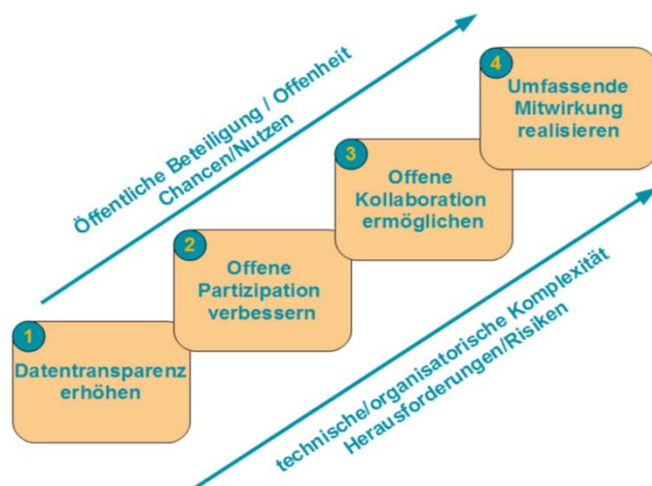 Öffentliche Beteiligung / Offenheit
Chancen/Nutzen
4
Umfassende
Mitwirkung
realisieren
3
Offene
Kollaboration
ermöglichen
2
Offene
Partizipation
verbessern
1
Datentransparenz
erhöhen
technische/organisatorische Komplexität
Herausforderungen/Risiken